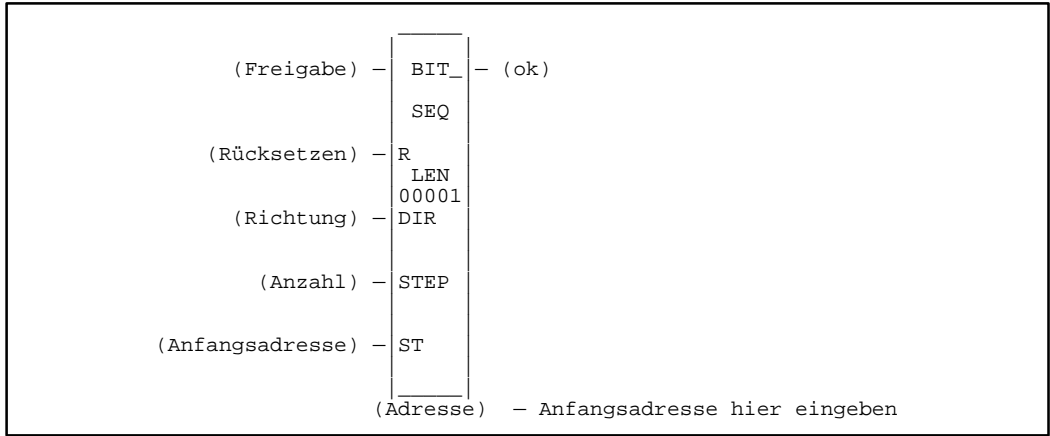 (Freigabe) — BIT_ — (ok)
SEQ
(Rücksetzen) — R
LEN
00001
(Richtung) — DIR
(Anzahl) — STEP
(Anfangsadresse) — ST
(Adresse) — Anfangsadresse hier eingeben